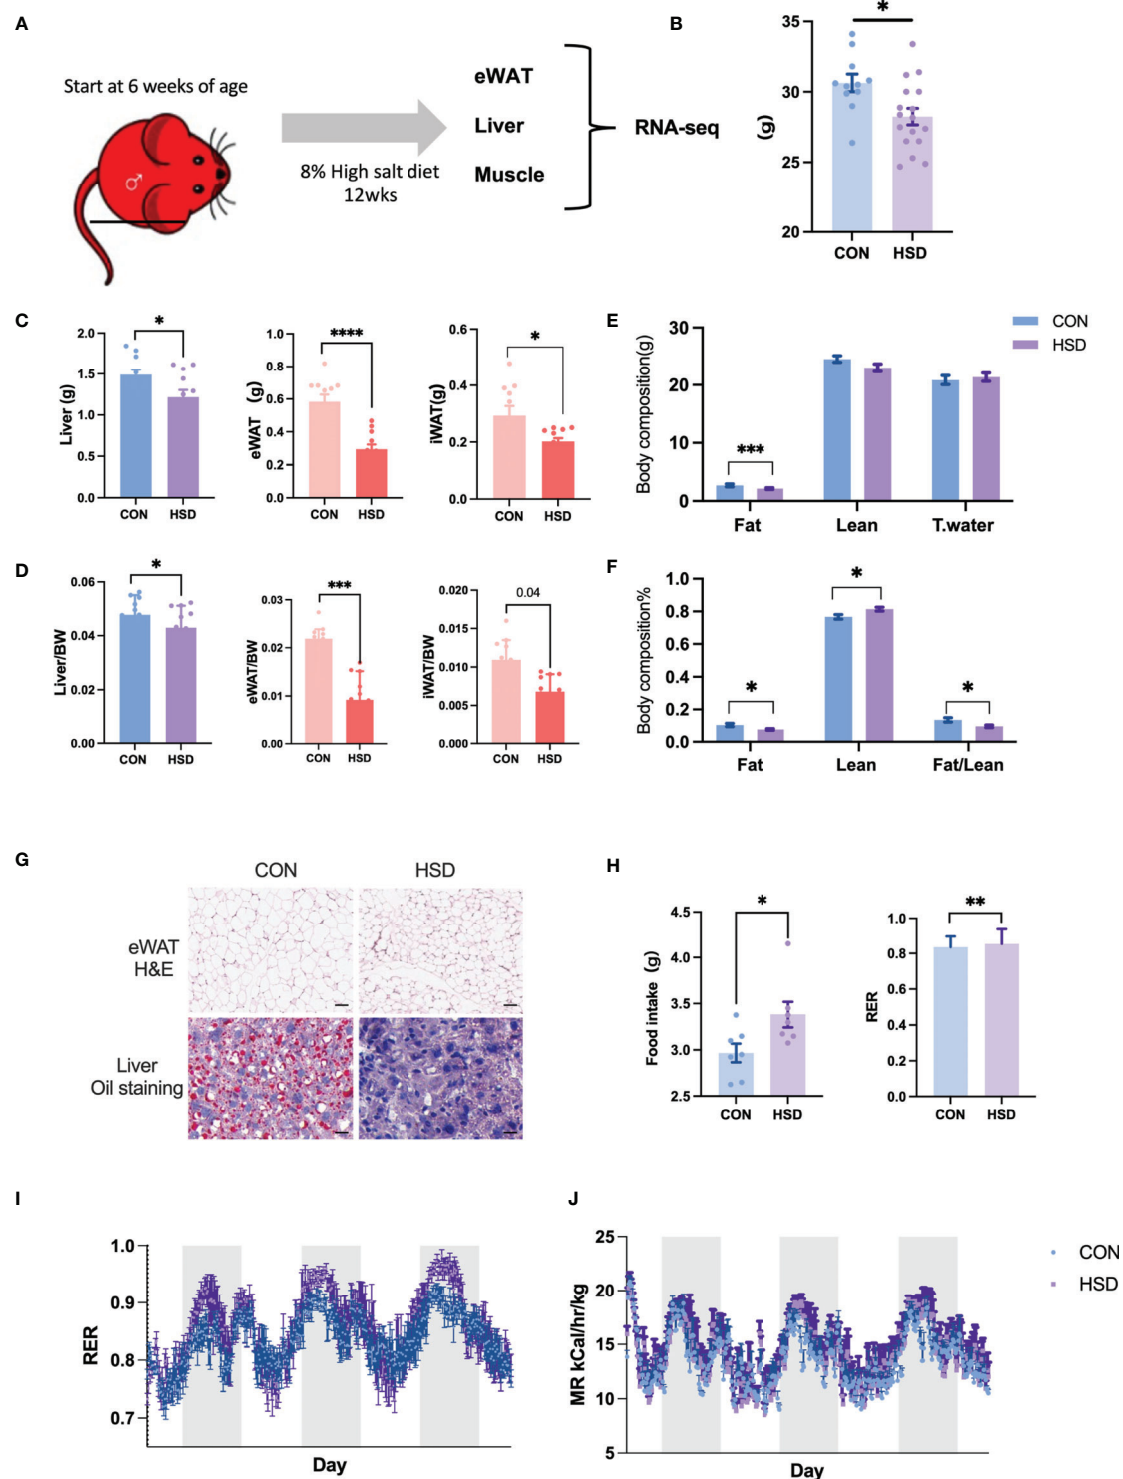 A
Start at 6 weeks of age
♂
8% High salt diet
12wks
eWAT
Liver
Muscle
RNA-seq
B
*
(g)
35
30
25
20
CON
HSD
C
*
Liver (g)
2.0
1.5
1.0
0.5
0.0
CON
HSD
****
eWAT (g)
1.0
0.8
0.6
0.4
0.2
0.0
CON
HSD
*
iWAT(g)
0.6
0.4
0.2
0.0
CON
HSD
D
*
Liver/BW
0.06
0.04
0.02
0.00
CON
HSD
***
eWAT/BW
0.03
0.02
0.01
0.00
CON
HSD
0.04
iWAT/BW
0.020
0.015
0.010
0.005
0.000
CON
HSD
E
CON
HSD
Body composition(g)
30
20
10
0
***
Fat
Lean
T.water
F
Body composition%
1.0
0.8
0.6
0.4
0.2
0.0
*
*
*
Fat
Lean
Fat/Lean
G
CON
HSD
eWAT
H&E
Liver
Oil staining
H
*
Food intake (g)
4.5
4.0
3.5
3.0
2.5
CON
HSD
**
RER
1.0
0.8
0.6
0.4
0.2
0.0
CON
HSD
I
RER
1.0
0.9
0.8
0.7
Day
J
MR kCal/hr/kg
25
20
15
10
5
Day
CON
HSD